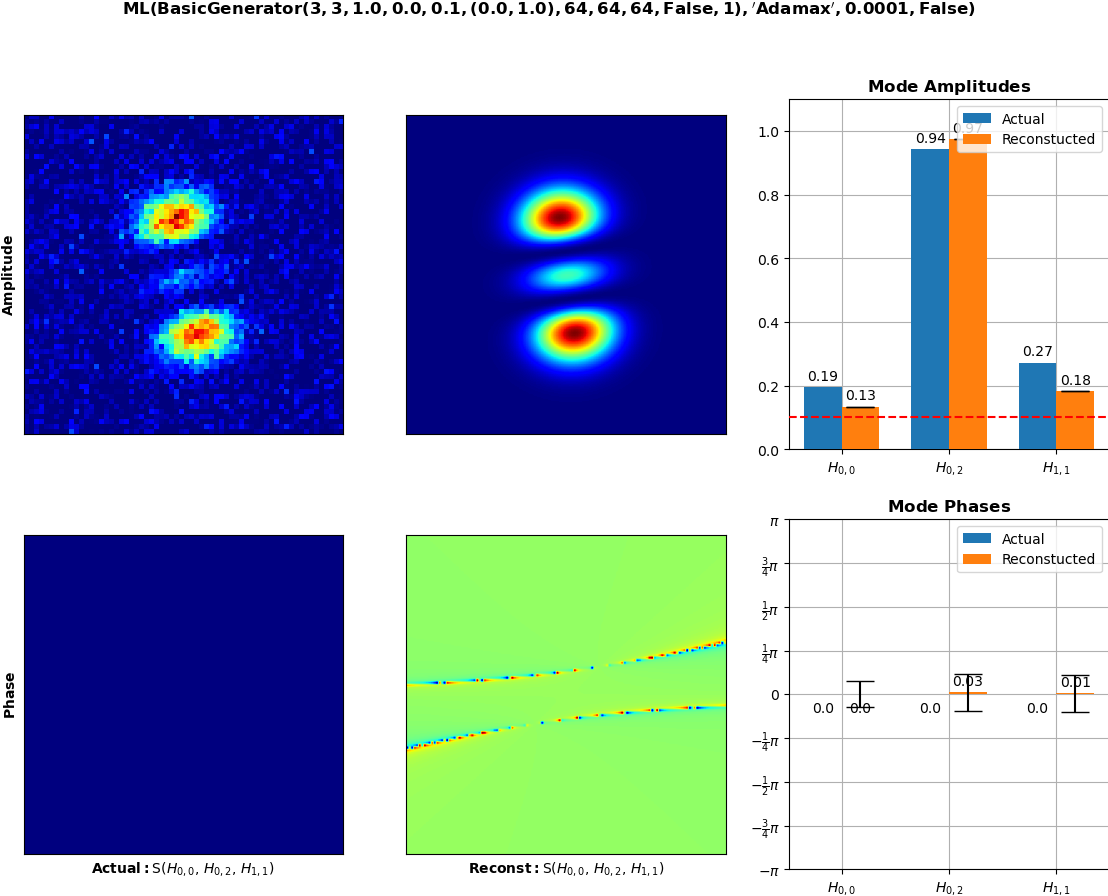 ML(BasicGenerator(3, 3, 1.0, 0.0, 0.1, (0.0, 1.0), 64, 64, 64, False, 1), ′Adamax′, 0.0001, False)
Amplitude
Mode Amplitudes
Actual
Reconstucted
1.0
0.8
0.6
0.4
0.2
0.0
0.19
0.13
0.94
0.97
0.27
0.18
H0,0
H0,2
H1,1
Phase
Actual: S(H0,0, H0,2, H1,1)
Reconst: S(H0,0, H0,2, H1,1)
Mode Phases
Actual
Reconstucted
π
3/4π
1/2π
1/4π
0
−1/4π
−1/2π
−3/4π
−π
0.0
0.0
0.0
0.03
0.0
0.01
H0,0
H0,2
H1,1